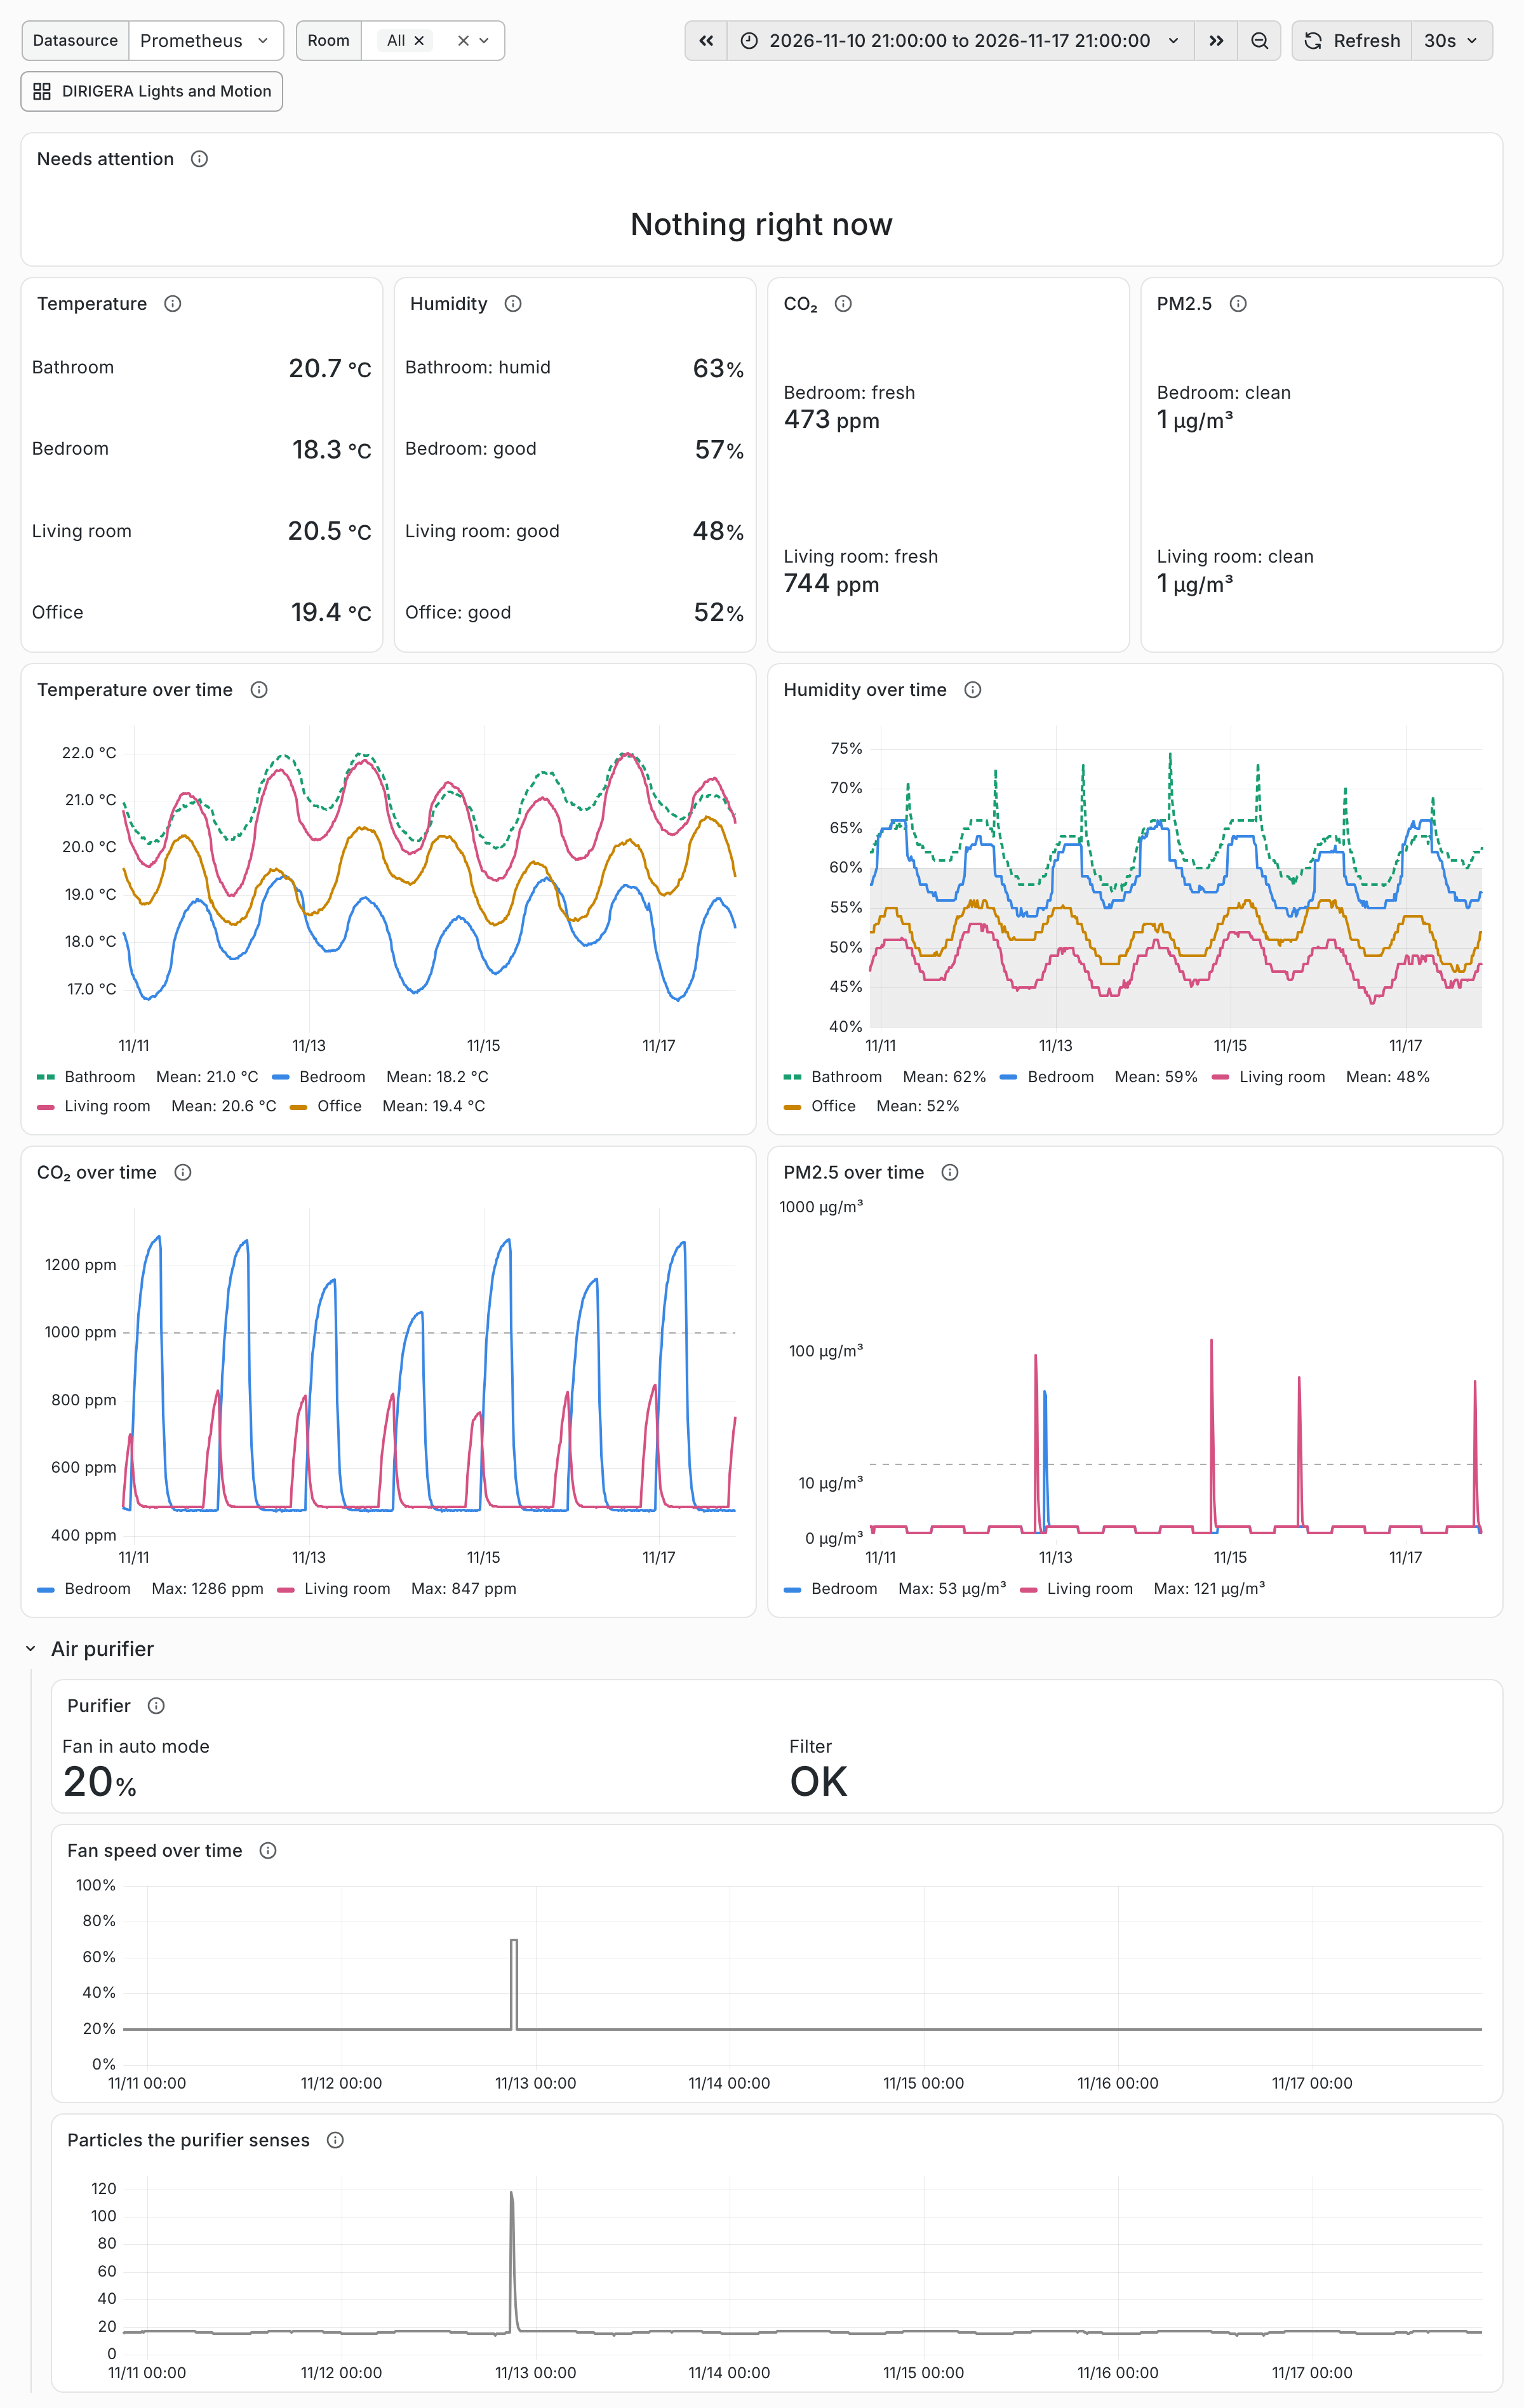 Datasource Prometheus Room All 2026-11-10 21:00:00 to 2026-11-17 21:00:00 Refresh 30s
DIRIGERA Lights and Motion
Needs attention
Nothing right now
Temperature
Bathroom 20.7 °C
Bedroom 18.3 °C
Living room 20.5 °C
Office 19.4 °C
Humidity
Bathroom: humid 63%
Bedroom: good 57%
Living room: good 48%
Office: good 52%
CO₂
Bedroom: fresh
473 ppm
Living room: fresh
744 ppm
PM2.5
Bedroom: clean
1 µg/m³
Living room: clean
1 µg/m³
Temperature over time
22.0 °C
21.0 °C
20.0 °C
19.0 °C
18.0 °C
17.0 °C
11/11 11/13 11/15 11/17
Bathroom Mean: 21.0 °C Bedroom Mean: 18.2 °C
Living room Mean: 20.6 °C Office Mean: 19.4 °C
Humidity over time
75%
70%
65%
60%
55%
50%
45%
40%
11/11 11/13 11/15 11/17
Bathroom Mean: 62% Bedroom Mean: 59% Living room Mean: 48%
Office Mean: 52%
CO₂ over time
1200 ppm
1000 ppm
800 ppm
600 ppm
400 ppm
11/11 11/13 11/15 11/17
Bedroom Max: 1286 ppm Living room Max: 847 ppm
PM2.5 over time
1000 µg/m³
100 µg/m³
10 µg/m³
0 µg/m³
11/11 11/13 11/15 11/17
Bedroom Max: 53 µg/m³ Living room Max: 121 µg/m³
Air purifier
Purifier
Fan in auto mode
20%
Filter
OK
Fan speed over time
100%
80%
60%
40%
20%
0%
11/11 00:00 11/12 00:00 11/13 00:00 11/14 00:00 11/15 00:00 11/16 00:00 11/17 00:00
Particles the purifier senses
120
100
80
60
40
20
0
11/11 00:00 11/12 00:00 11/13 00:00 11/14 00:00 11/15 00:00 11/16 00:00 11/17 00:00